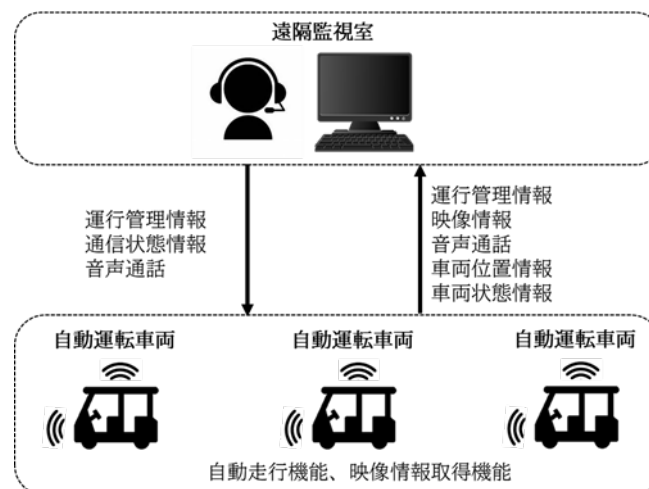 遠隔監視室
運行管理情報
通信状態情報
音声通話
運行管理情報
映像情報
音声通話
車両位置情報
車両状態情報
自動運転車両
自動運転車両
自動運転車両
自動走行機能、映像情報取得機能